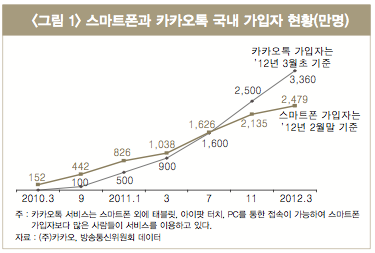 <그림 1> 스마트폰과 카카오톡 국내 가입자 현황(만명)
카카오톡 가입자는
'12년 3월초 기준
3,360
2,500
2,479
스마트폰 가입자는
'12년 2월말 기준
2,135
1,626
1,600
1,038
900
826
500
442
100
152
2010.3 9 2011.1 3 7 11 2012.3
주 : 카카오톡 서비스는 스마트폰 외에 태블릿, 아이팟 터치, PC를 통한 접속이 가능하여 스마트폰
가입자보다 많은 사람들이 서비스를 이용하고 있다.
자료 : (주)카카오, 방송통신위원회 데이터